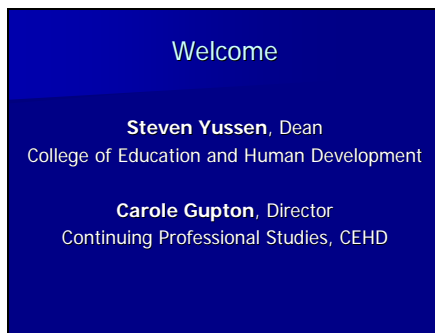 Welcome
Steven Yussen, Dean
College of Education and Human Development
Carole Gupton, Director
Continuing Professional Studies, CEHD